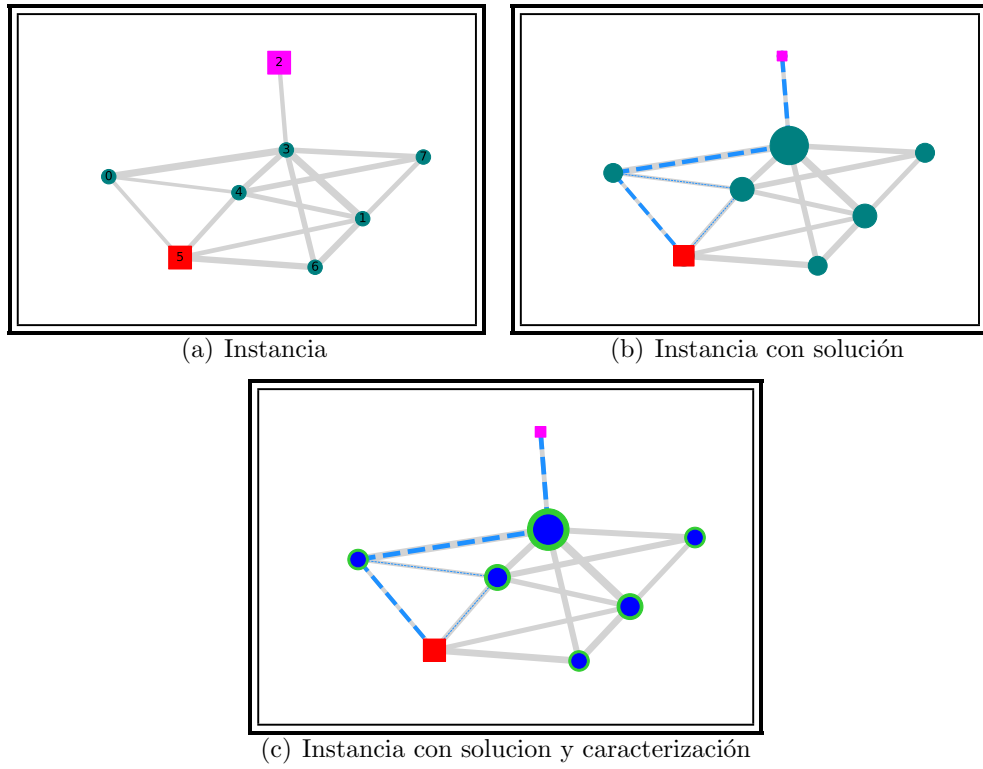 2
3
7
0
4
1
5
6
(a) Instancia
(b) Instancia con solución
(c) Instancia con solucion y caracterización